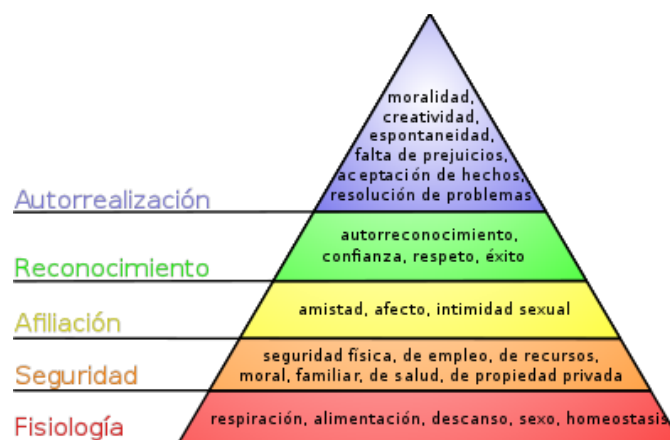 moralidad,
creatividad,
espontaneidad,
falta de prejuicios,
aceptación de hechos,
resolución de problemas
Autorrealización
autorreconocimiento,
confianza, respeto, éxito
Reconocimiento
amistad, afecto, intimidad sexual
Afiliación
seguridad física, de empleo, de recursos,
moral, familiar, de salud, de propiedad privada
Seguridad
respiración, alimentación, descanso, sexo, homeostasis
Fisiología